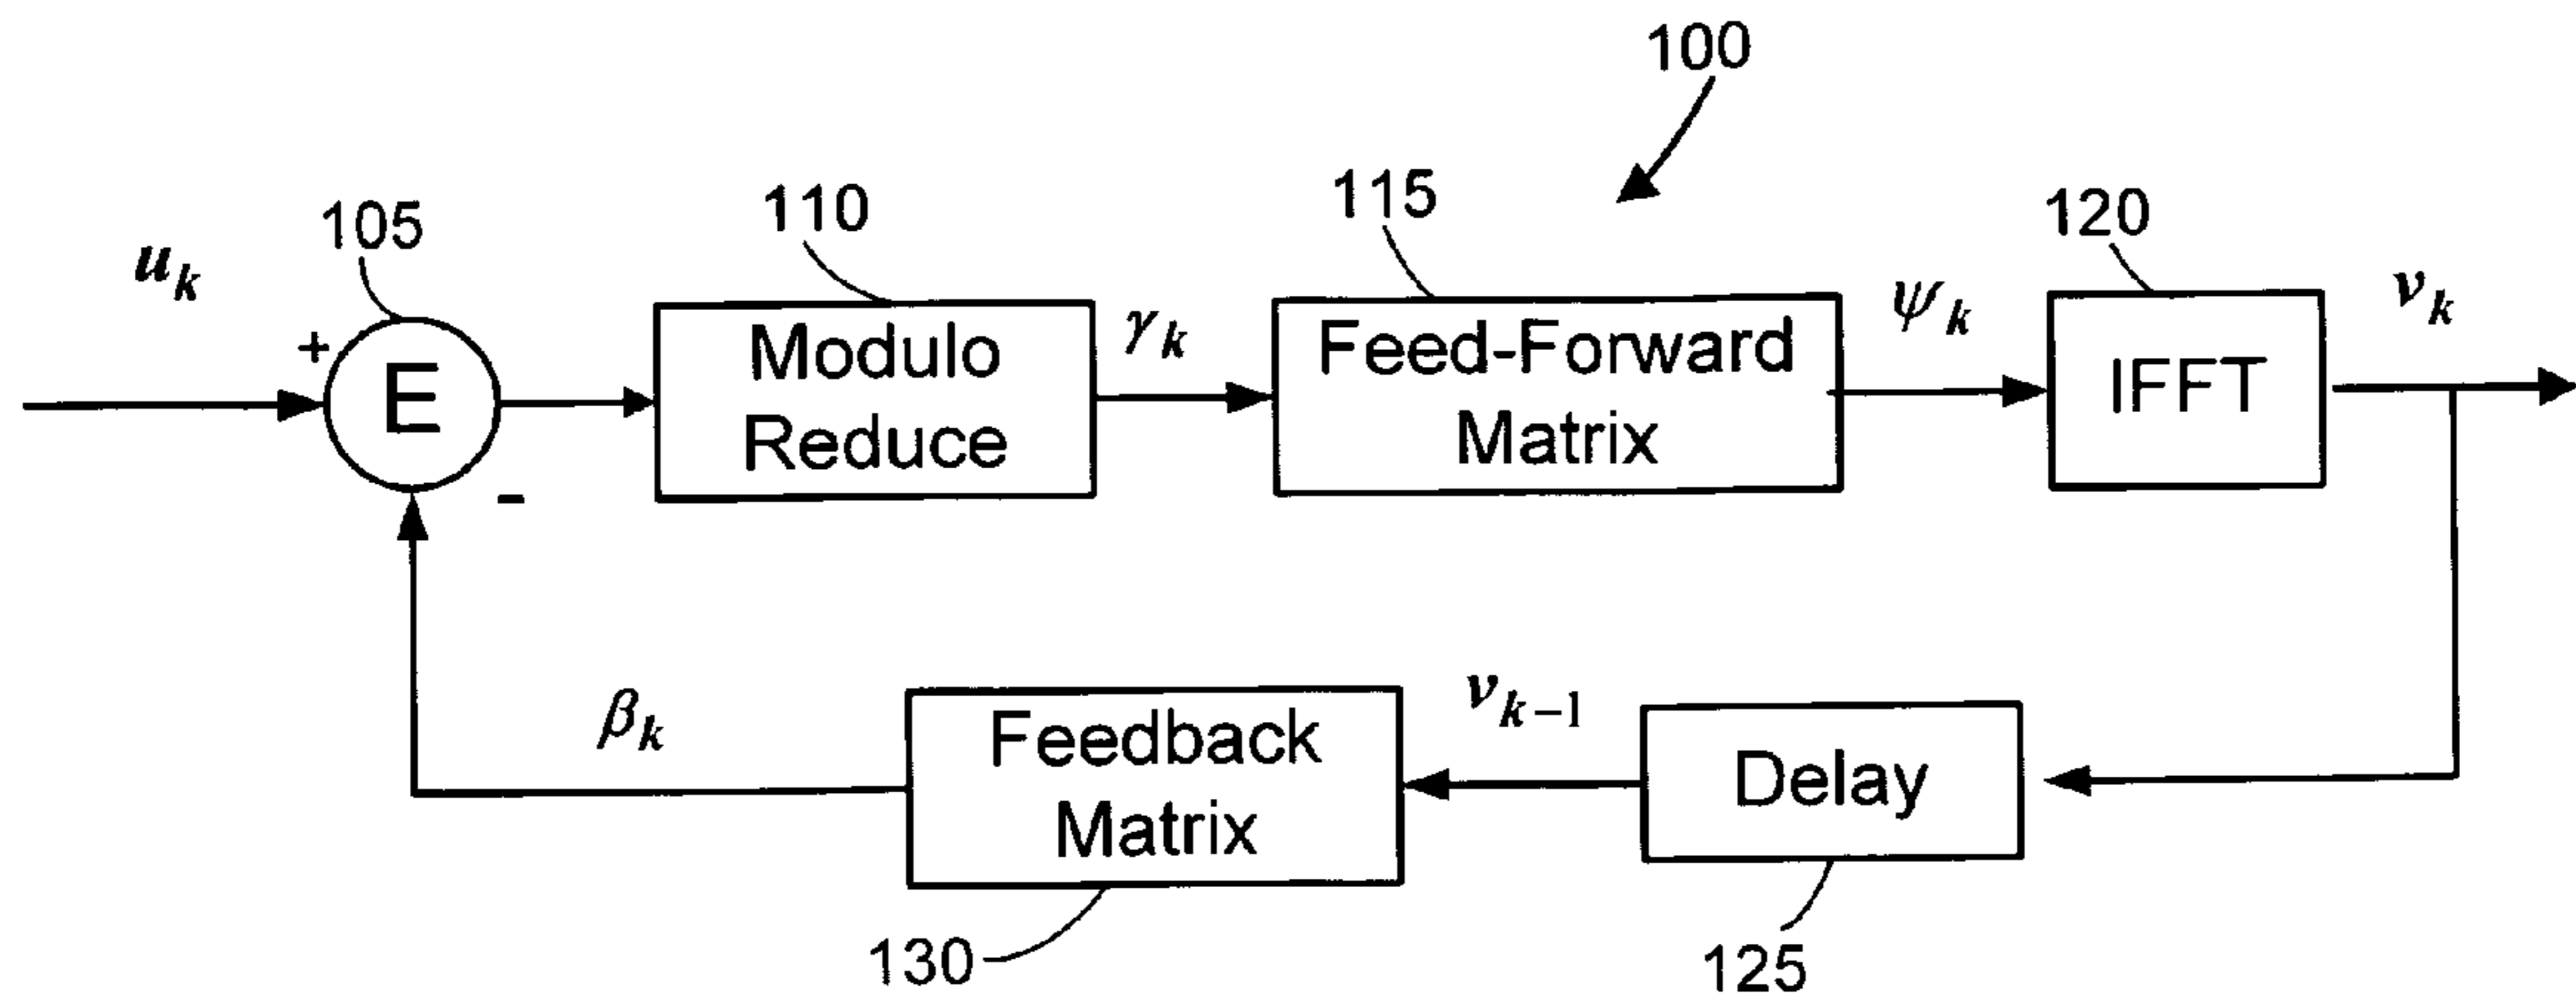 100
105
110
115
120
u_k
+
E
-
Modulo
Reduce
γ_k
Feed-Forward
Matrix
ψ_k
IFFT
v_k
β_k
Feedback
Matrix
v_{k-1}
Delay
130
125